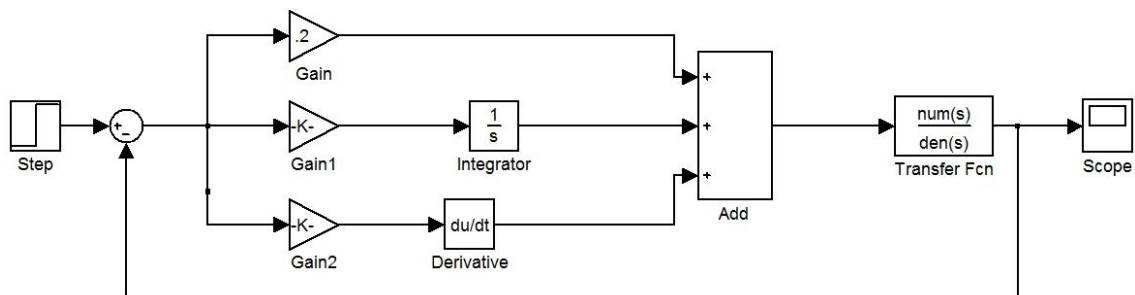 .2
Gain
+
1
num(s)
+
-K-
+
s
den(s)
−
Step
Gain1
Integrator
Transfer Fcn
Scope
+
-K-
du/dt
Add
Gain2
Derivative